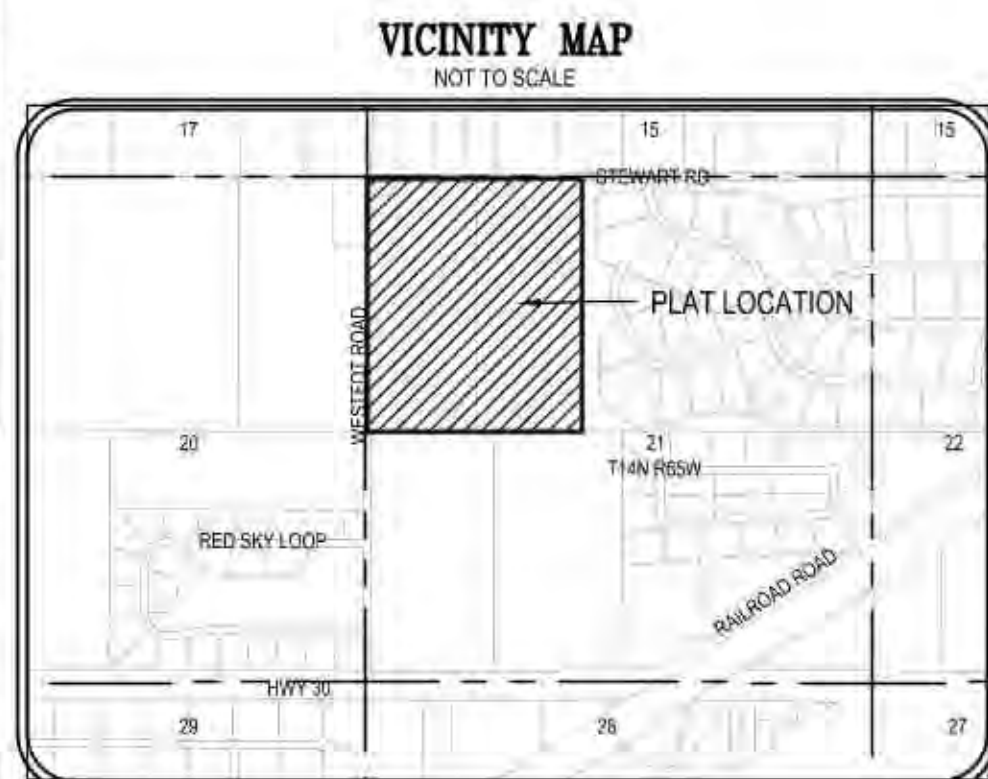 VICINITY MAP
NOT TO SCALE
17
15
15
STEWART RD
PLAT LOCATION
WESTEDT ROAD
20
21
22
T14N R65W
RED SKY LOOP
RAILROAD ROAD
HWY 30
29
28
27